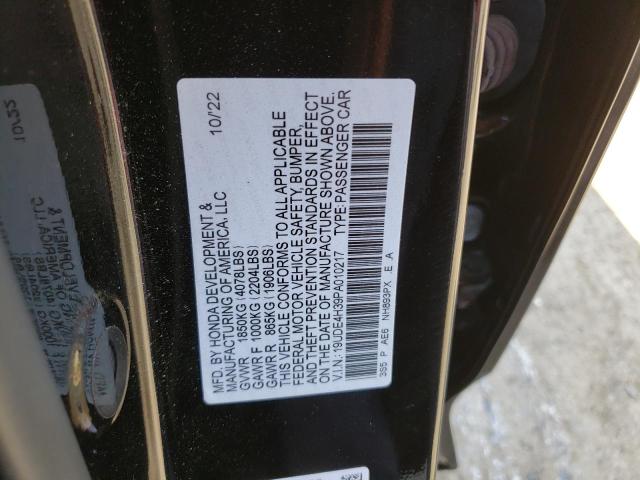 MFD. BY HONDA DEVELOPMENT & 10/22
MANUFACTURING OF AMERICA, LLC
GVWR 1850KG (4078LBS)
GAWR F 1000KG (2204LBS)
GAWR R 865KG (1906LBS)
THIS VEHICLE CONFORMS TO ALL APPLICABLE
FEDERAL MOTOR VEHICLE SAFETY, BUMPER,
AND THEFT PREVENTION STANDARDS IN EFFECT
ON THE DATE OF MANUFACTURE SHOWN ABOVE.
V.I.N.: 19UDE4H39PA010217 TYPE: PASSENGER CAR
3S5 P AE6 NH893PX E A